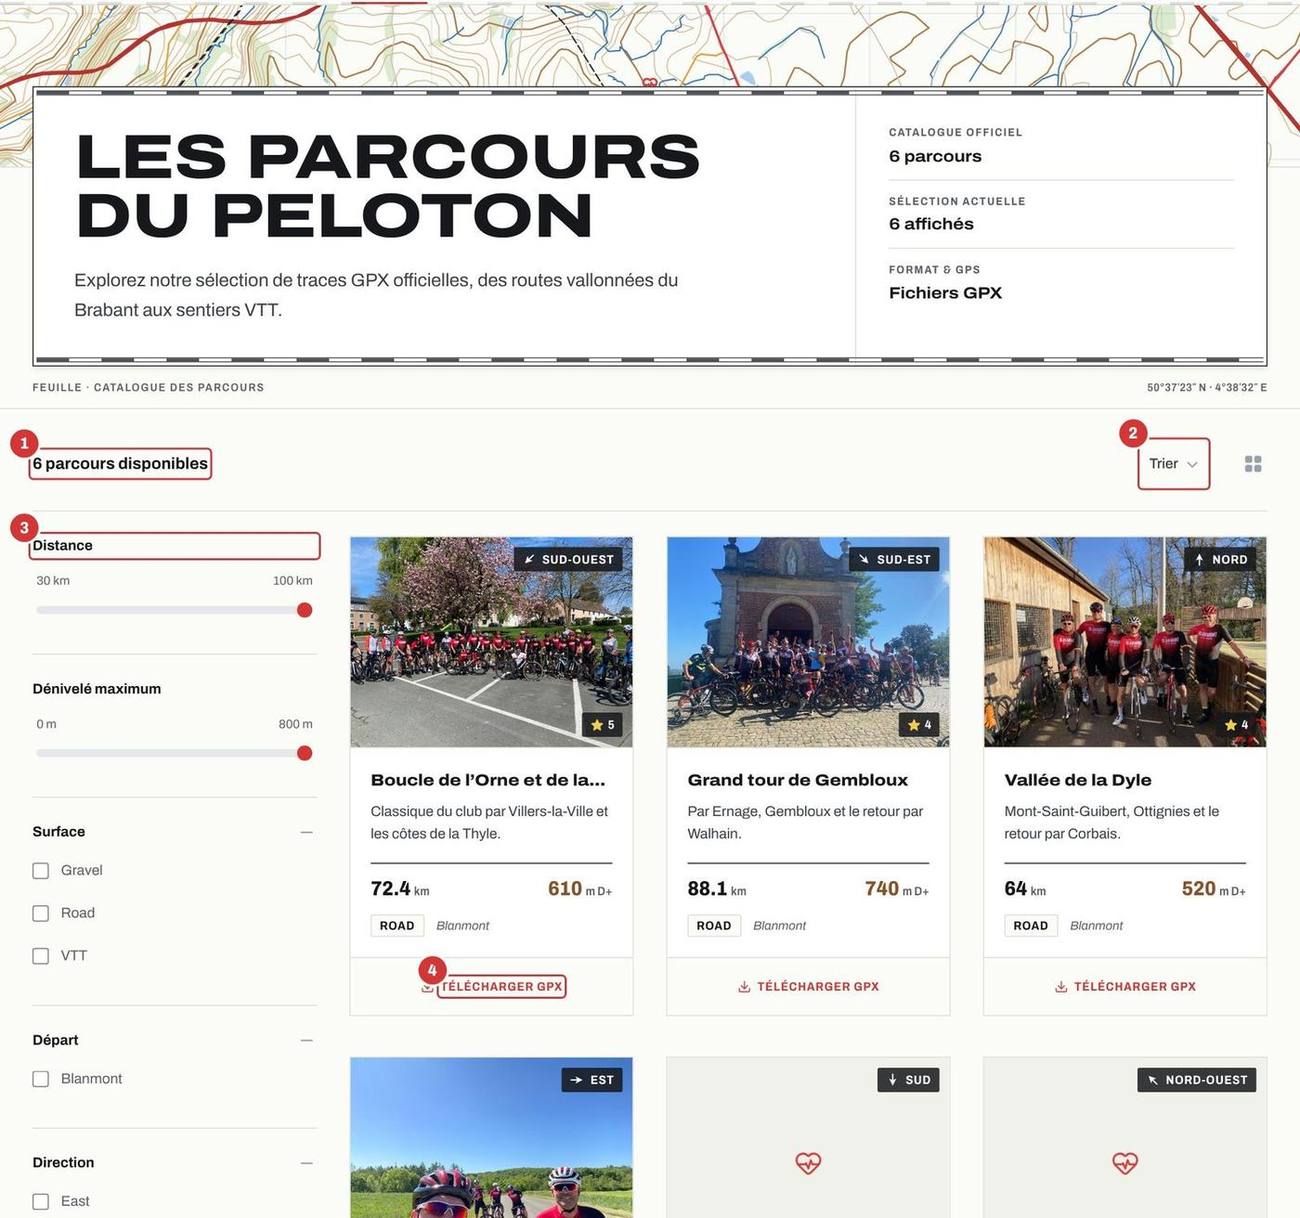 LES PARCOURS
DU PELOTON
Explorez notre sélection de traces GPX officielles, des routes vallonnées du
Brabant aux sentiers VTT.
CATALOGUE OFFICIEL
6 parcours
SÉLECTION ACTUELLE
6 affichés
FORMAT & GPS
Fichiers GPX
FEUILLE · CATALOGUE DES PARCOURS
50°37′23″ N · 4°38′32″ E
1
6 parcours disponibles
2
Trier
3
Distance
30 km
100 km
Dénivelé maximum
0 m
800 m
Surface
Gravel
Road
VTT
Départ
Blanmont
Direction
East
SUD-OUEST
5
Boucle de l’Orne et de la...
Classique du club par Villers-la-Ville et
les côtes de la Thyle.
72.4 km
610 m D+
ROAD
Blanmont
4
TÉLÉCHARGER GPX
SUD-EST
4
Grand tour de Gembloux
Par Ernage, Gembloux et le retour par
Walhain.
88.1 km
740 m D+
ROAD
Blanmont
TÉLÉCHARGER GPX
NORD
4
Vallée de la Dyle
Mont-Saint-Guibert, Ottignies et le
retour par Corbais.
64 km
520 m D+
ROAD
Blanmont
TÉLÉCHARGER GPX
EST
SUD
NORD-OUEST